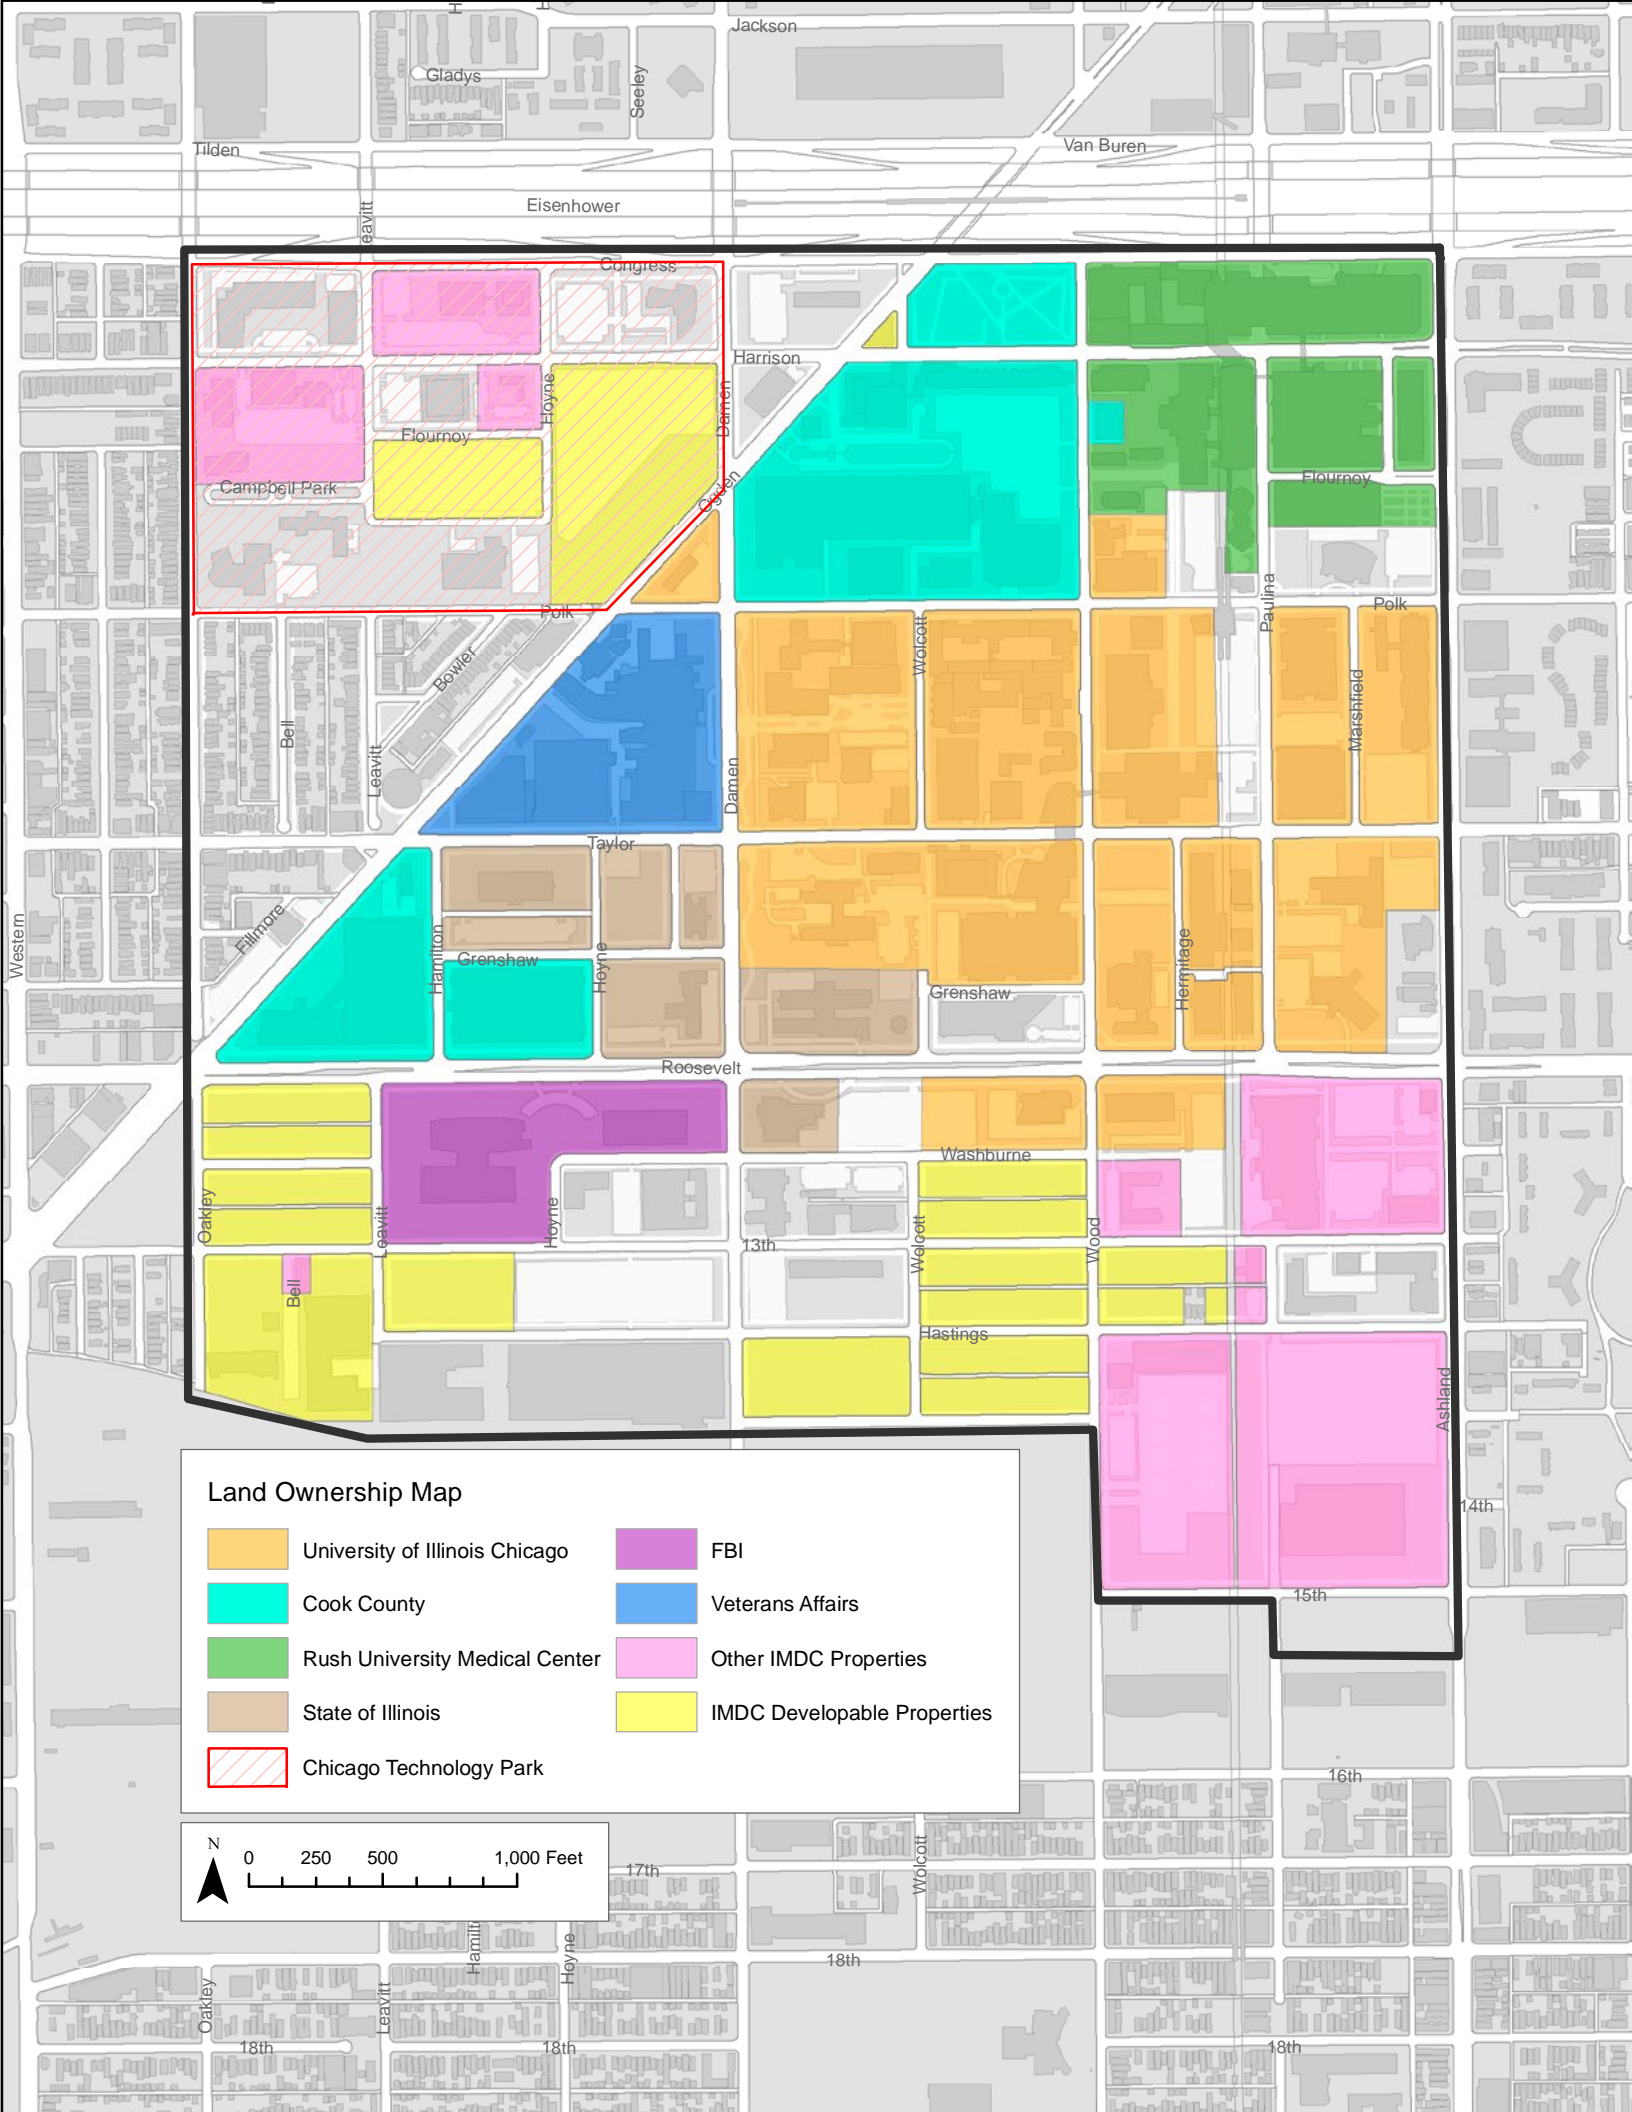 Jackson
Gladys
Seeley
Tilden
Van Buren
Eisenhower
Leavitt
Congress
Harrison
Hoyne
Damen
Flournoy
Campbell Park
Ogden
Flournoy
Polk
Paulina
Polk
Wolcott
Bowler
Bell
Leavitt
Marshfield
Damen
Taylor
Fillmore
Western
Hamilton
Grenshaw
Hoyne
Hermitage
Grenshaw
Roosevelt
Washburne
Oakley
Leavitt
Hoyne
13th
Wolcott
Wood
Bell
Hastings
Ashland
14th
15th
Land Ownership Map
University of Illinois Chicago
FBI
Cook County
Veterans Affairs
Rush University Medical Center
Other IMDC Properties
State of Illinois
IMDC Developable Properties
Chicago Technology Park
16th
N
0 250 500 1,000 Feet
17th
Wolcott
Hoyne
18th
Oakley
Leavitt
18th
18th
18th